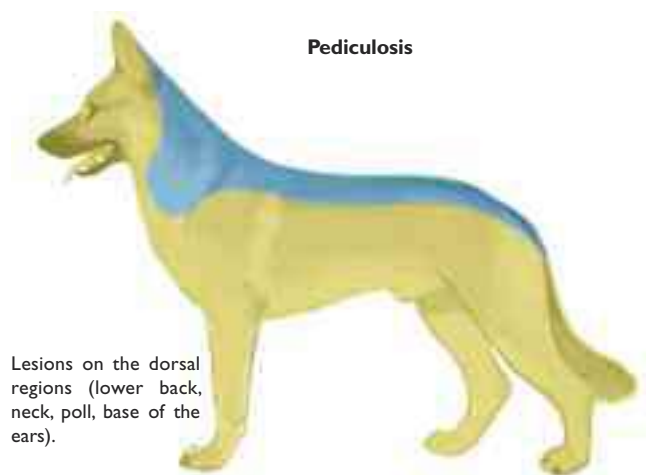 Pediculosis
Lesions on the dorsal
regions (lower back,
neck, poll, base of the
ears).